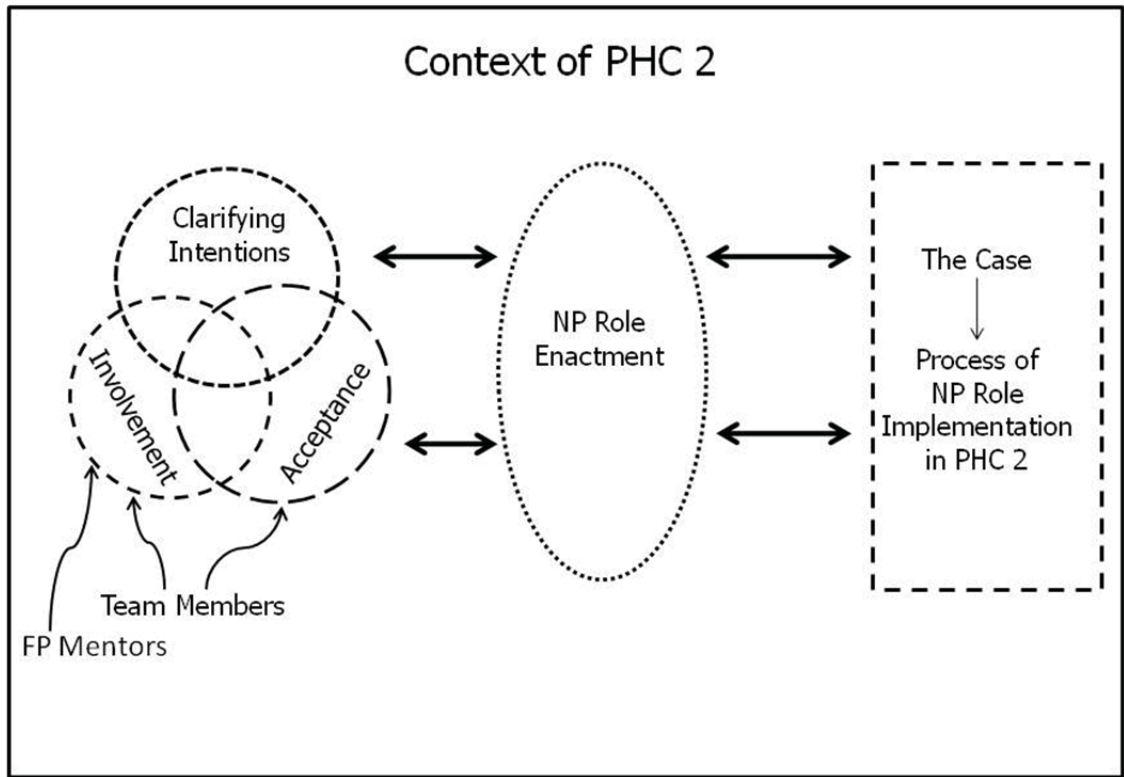 Context of PHC 2
Clarifying
Intentions
Involvement
Acceptance
Team Members
FP Mentors
NP Role
Enactment
The Case
Process of
NP Role
Implementation
in PHC 2